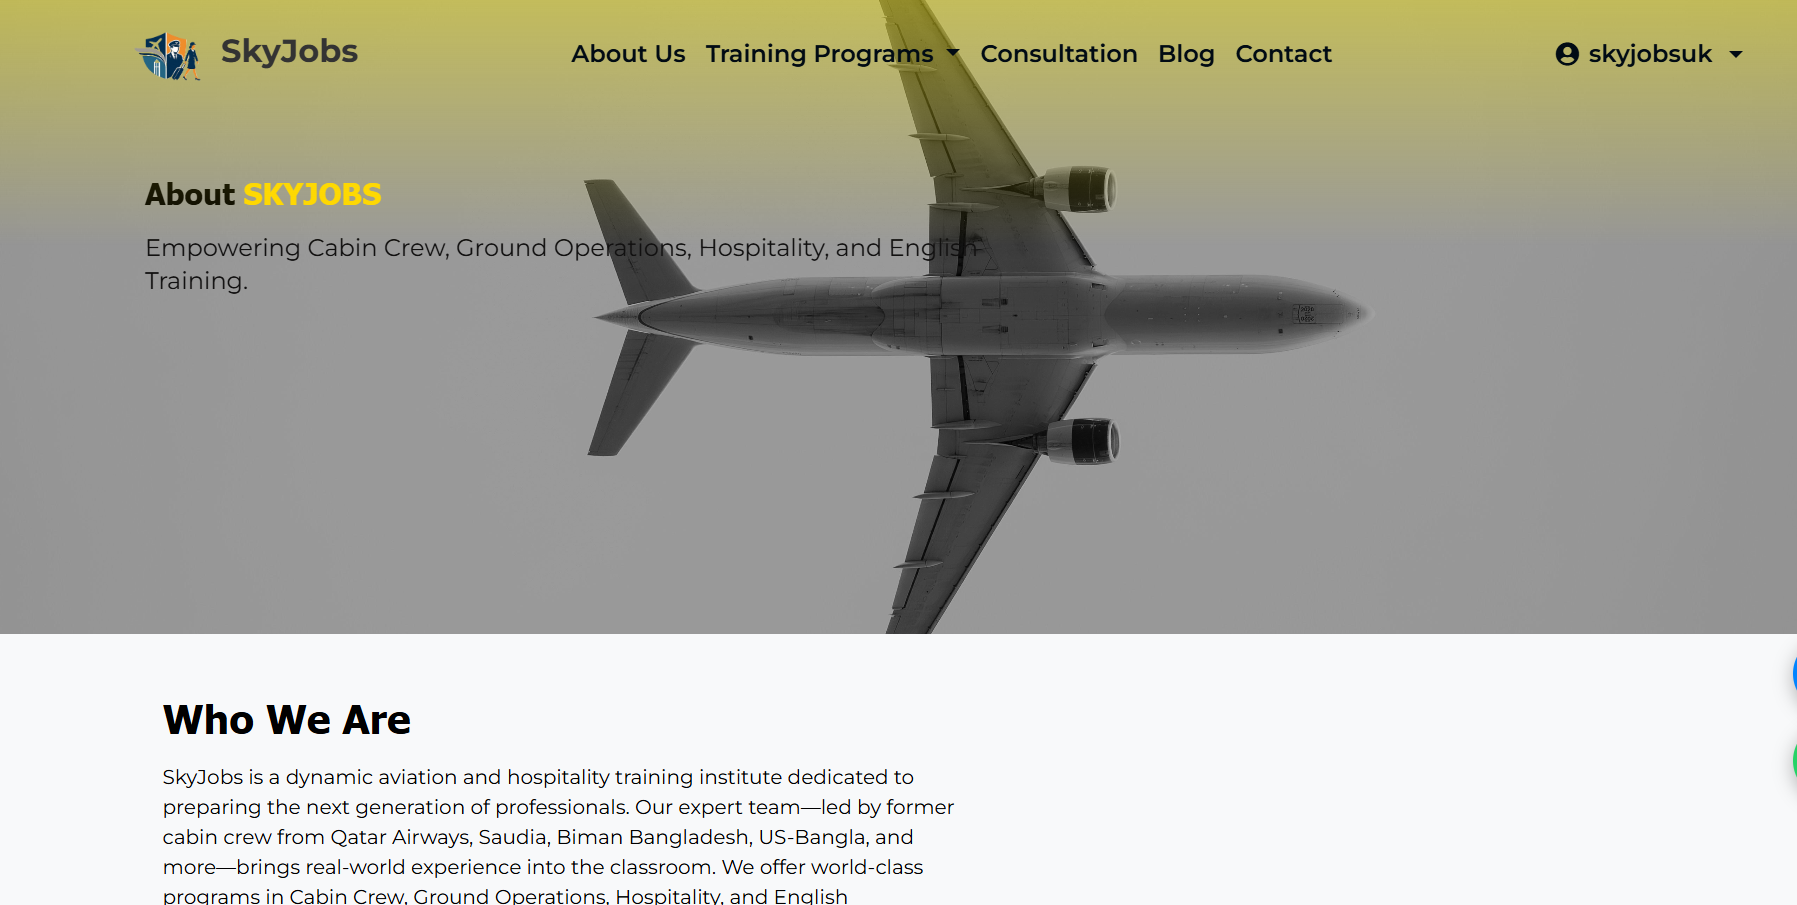 SkyJobs
About Us Training Programs Consultation Blog Contact
skyjobsuk
About SKYJOBS
Empowering Cabin Crew, Ground Operations, Hospitality, and English
Training.
Who We Are
SkyJobs is a dynamic aviation and hospitality training institute dedicated to
preparing the next generation of professionals. Our expert team—led by former
cabin crew from Qatar Airways, Saudia, Biman Bangladesh, US-Bangla, and
more—brings real-world experience into the classroom. We offer world-class
programs in Cabin Crew, Ground Operations, Hospitality, and English